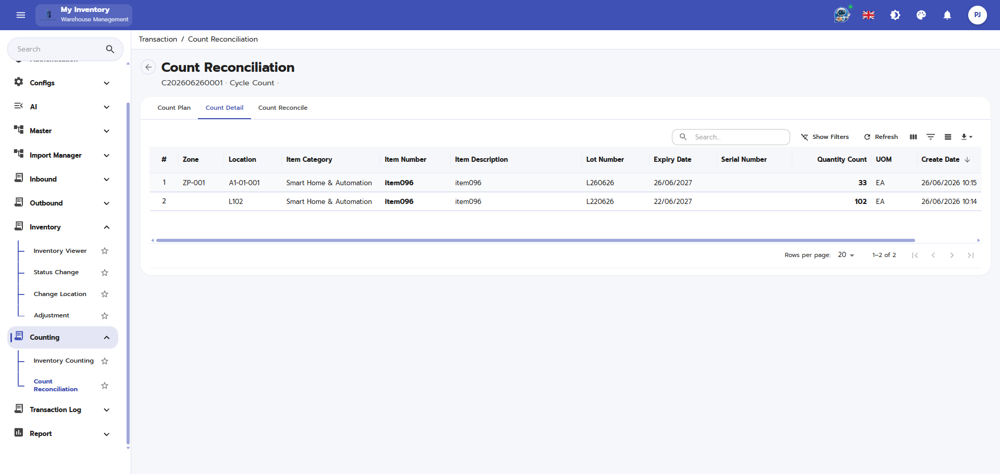 My Inventory
Warehouse Management
PJ
Search
Configs
AI
Master
Import Manager
Inbound
Outbound
Inventory
Inventory Viewer
Status Change
Change Location
Adjustment
Counting
Inventory Counting
Count
Reconciliation
Transaction Log
Report
Transaction / Count Reconciliation
Count Reconciliation
C202606260001 · Cycle Count ·
Count Plan Count Detail Count Reconcile
Search... Show Filters Refresh
# Zone Location Item Category Item Number Item Description Lot Number Expiry Date Serial Number Quantity Count UOM Create Date
1 ZP-001 A1-01-001 Smart Home & Automation item096 item096 L260626 26/06/2027 33 EA 26/06/2026 10:15
2 L102 Smart Home & Automation item096 item096 L220626 22/06/2027 102 EA 26/06/2026 10:14
Rows per page: 20 1–2 of 2